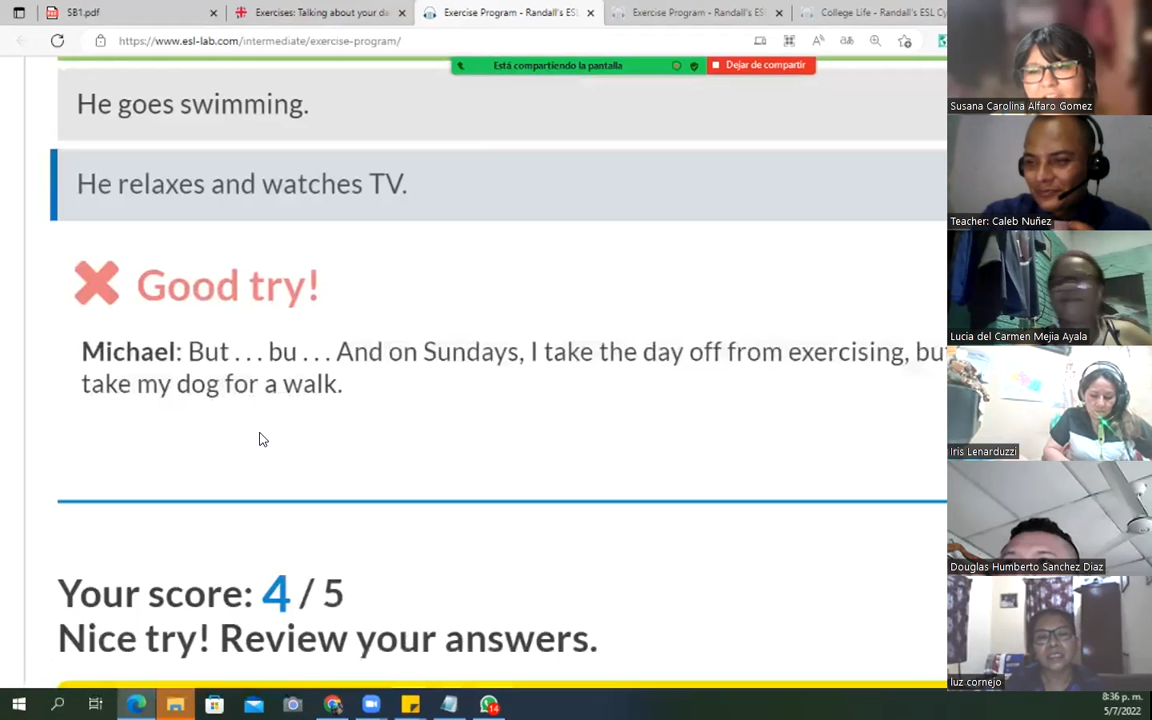 SB1.pdf
Exercises: Talking about your da
Exercise Program - Randall's ESL
Exercise Program - Randall's ESL
College Life - Randall's ESL Cy
https://www.esl-lab.com/intermediate/exercise-program/
Está compartiendo la pantalla
Dejar de compartir
He goes swimming.
He relaxes and watches TV.
Good try!
Michael: But . . . bu . . . And on Sundays, I take the day off from exercising, bu
take my dog for a walk.
Your score: 4 / 5
Nice try! Review your answers.
Susana Carolina Alfaro Gomez
Teacher: Caleb Nuñez
Lucia del Carmen Mejia Ayala
Iris Lenarduzzi
Douglas Humberto Sanchez Diaz
luz cornejo
14
8:36 p. m.
5/7/2022